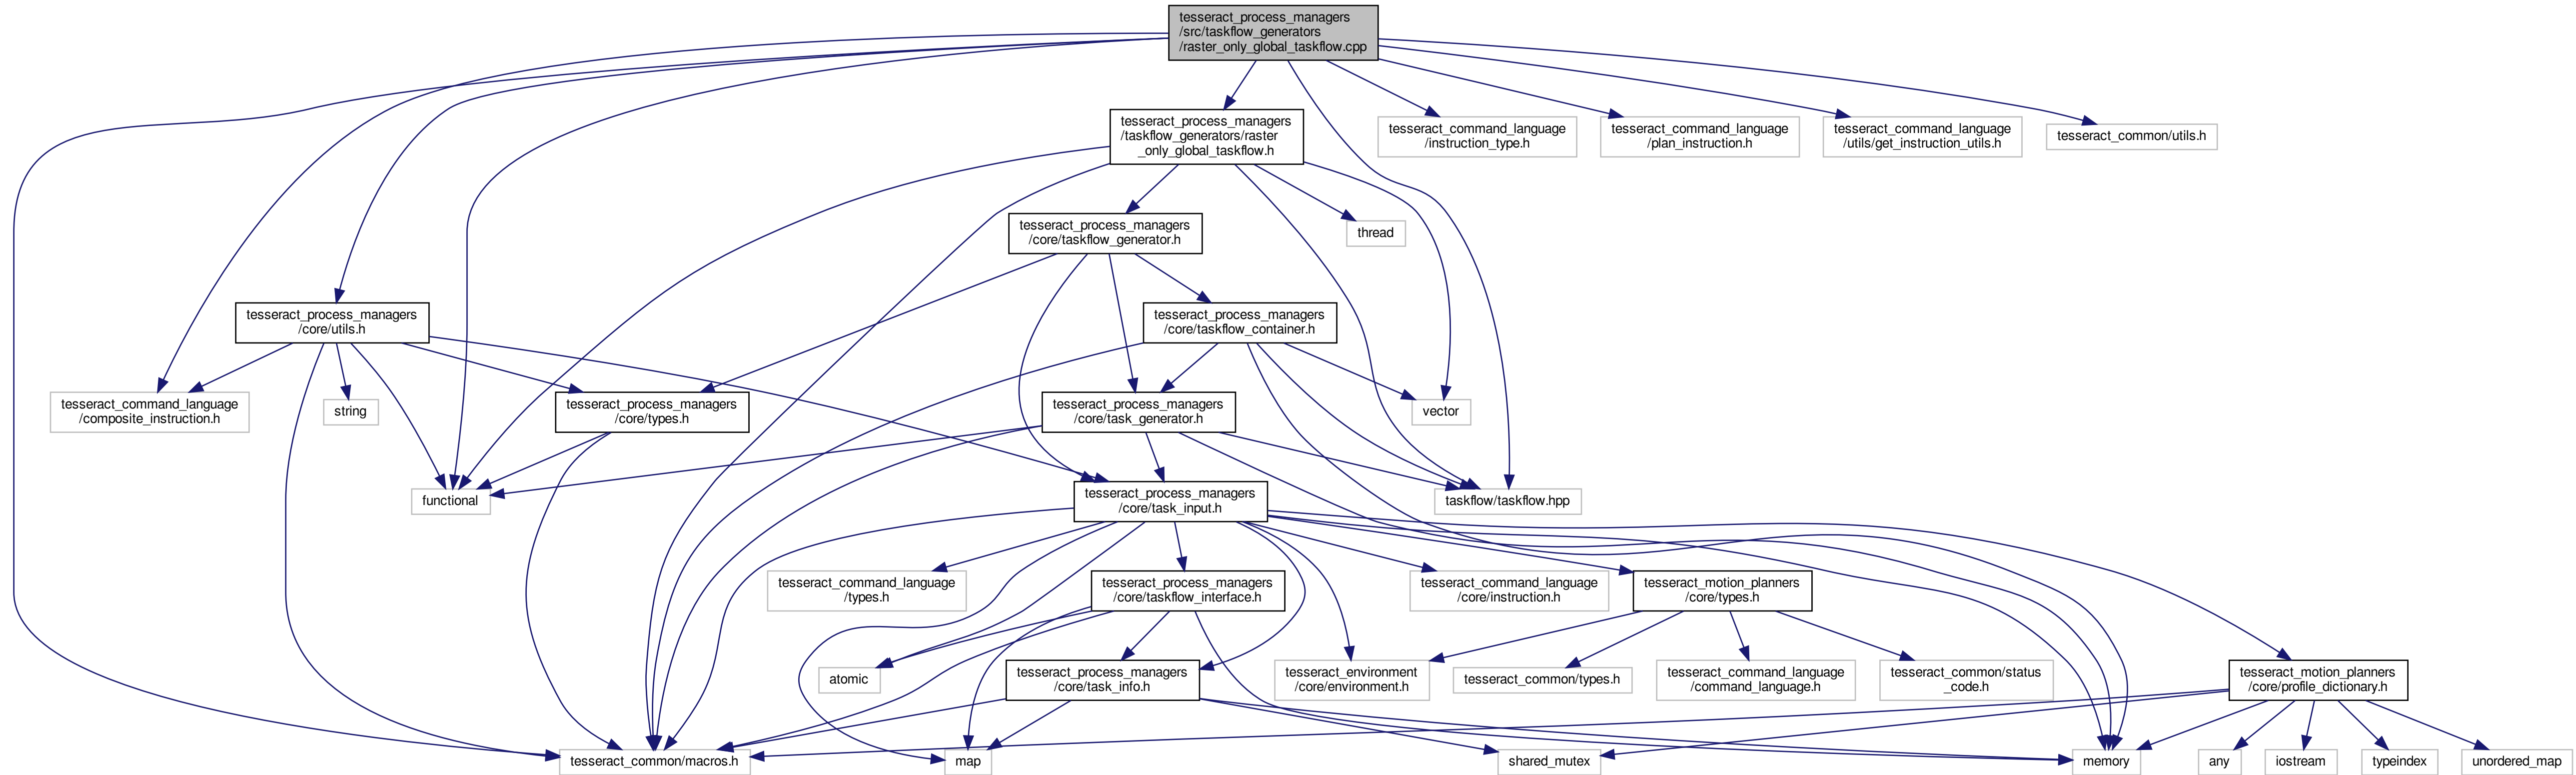 tesseract_process_managers
/src/taskflow_generators
/raster_only_global_taskflow.cpp
tesseract_process_managers
/taskflow_generators/raster
_only_global_taskflow.h
tesseract_command_language
/instruction_type.h
tesseract_command_language
/plan_instruction.h
tesseract_command_language
/utils/get_instruction_utils.h
tesseract_common/utils.h
tesseract_process_managers
/core/taskflow_generator.h
thread
tesseract_process_managers
/core/utils.h
tesseract_process_managers
/core/taskflow_container.h
tesseract_command_language
/composite_instruction.h
string
tesseract_process_managers
/core/types.h
tesseract_process_managers
/core/task_generator.h
vector
functional
tesseract_process_managers
/core/task_input.h
taskflow/taskflow.hpp
tesseract_command_language
/types.h
tesseract_process_managers
/core/taskflow_interface.h
tesseract_command_language
/core/instruction.h
tesseract_motion_planners
/core/types.h
atomic
tesseract_process_managers
/core/task_info.h
tesseract_environment
/core/environment.h
tesseract_common/types.h
tesseract_command_language
/command_language.h
tesseract_common/status
_code.h
tesseract_motion_planners
/core/profile_dictionary.h
tesseract_common/macros.h
map
shared_mutex
memory
any
iostream
typeindex
unordered_map